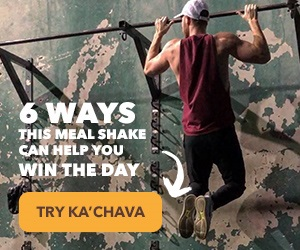 6 WAYS
THIS MEAL SHAKE
CAN HELP YOU
WIN THE DAY
TRY KA'CHAVA